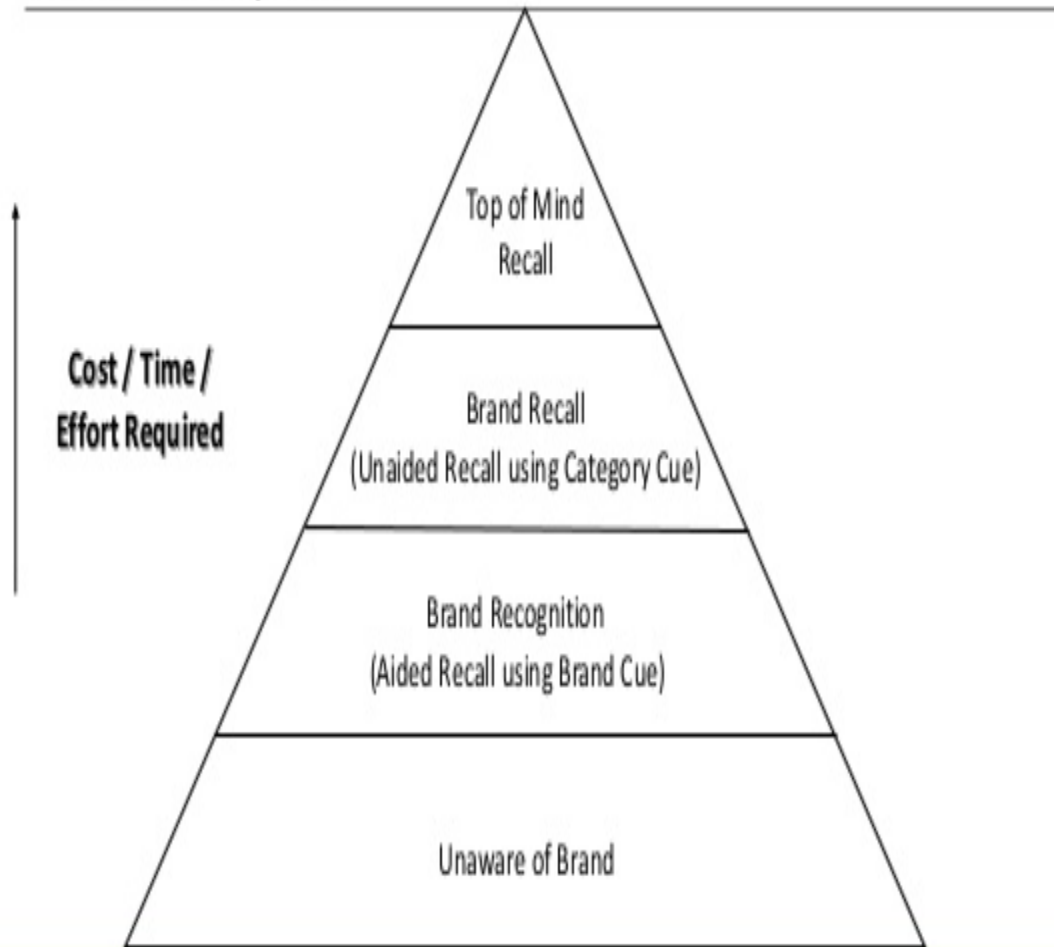 Top of Mind
Recall
Cost / Time /
Effort Required
Brand Recall
(Unaided Recall using Category Cue)
Brand Recognition
(Aided Recall using Brand Cue)
Unaware of Brand